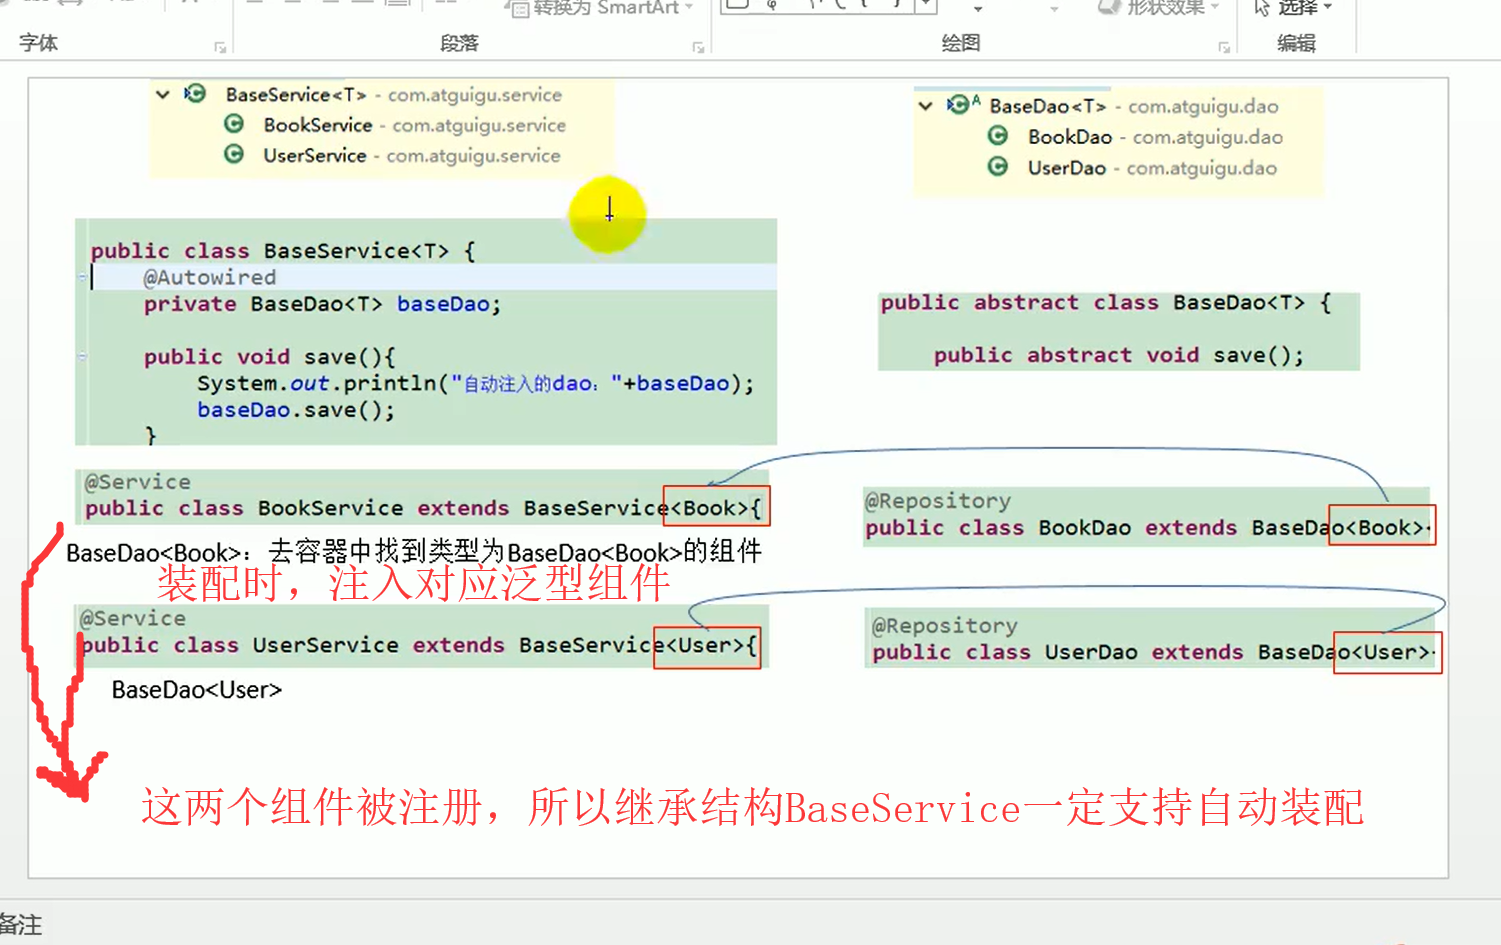 转换为 SmartArt
形状效果
选择
字体
段落
绘图
编辑
BaseService<T> - com.atguigu.service
BookService - com.atguigu.service
UserService - com.atguigu.service
BaseDao<T> - com.atguigu.dao
BookDao - com.atguigu.dao
UserDao - com.atguigu.dao
public class BaseService<T> {
@Autowired
private BaseDao<T> baseDao;
public void save(){
System.out.println("自动注入的dao："+baseDao);
baseDao.save();
}
public abstract class BaseDao<T> {
public abstract void save();
@Service
public class BookService extends BaseService<Book>{
@Repository
public class BookDao extends BaseDao<Book>
BaseDao<Book>：去容器中找到类型为BaseDao<Book>的组件
装配时，注入对应泛型组件
@Service
public class UserService extends BaseService<User>{
@Repository
public class UserDao extends BaseDao<User>
BaseDao<User>
这两个组件被注册，所以继承结构BaseService一定支持自动装配
备注